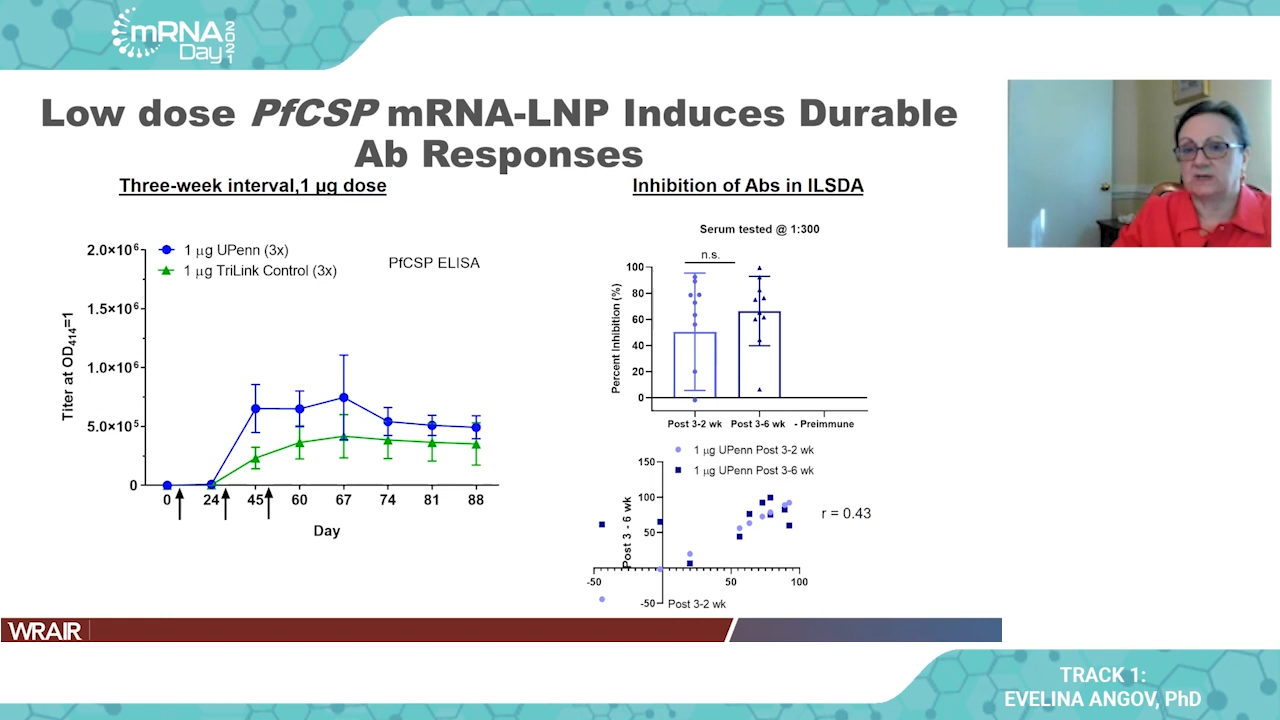 mRNA
Day
2021
Low dose PfCSP mRNA-LNP Induces Durable
Ab Responses
Three-week interval,1 µg dose
1 µg UPenn (3x)
1 µg TriLink Control (3x)
PfCSP ELISA
Titer at OD414=1
2.0×10⁶
1.5×10⁶
1.0×10⁶
5.0×10⁵
0
0 24 45 60 67 74 81 88
Day
Inhibition of Abs in ILSDA
Serum tested @ 1:300
n.s.
Percent Inhibition (%)
100
80
60
40
20
0
Post 3-2 wk Post 3-6 wk - Preimmune
1 µg UPenn Post 3-2 wk
1 µg UPenn Post 3-6 wk
Post 3 - 6 wk
150
100
50
-50 50 100
-50
Post 3-2 wk
r = 0.43
WRAIR
TRACK 1:
EVELINA ANGOV, PhD